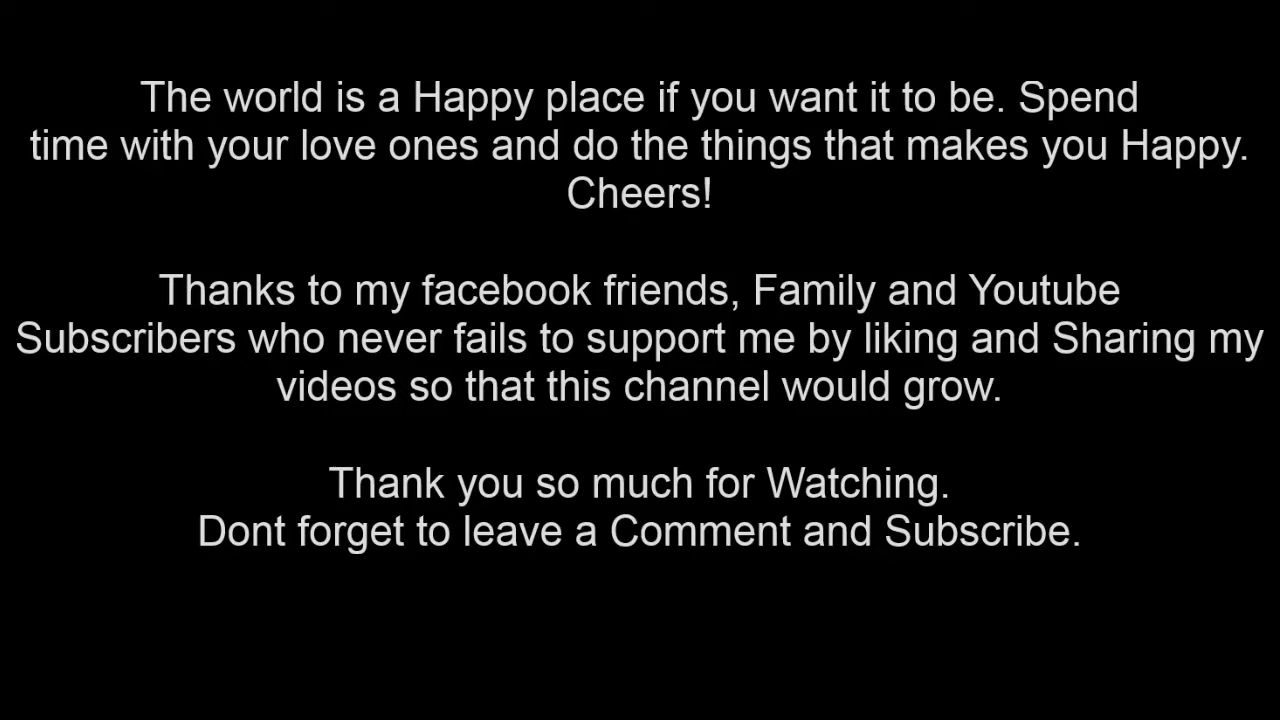 The world is a Happy place if you want it to be. Spend
time with your love ones and do the things that makes you Happy.
Cheers!
Thanks to my facebook friends, Family and Youtube
Subscribers who never fails to support me by liking and Sharing my
videos so that this channel would grow.
Thank you so much for Watching.
Dont forget to leave a Comment and Subscribe.